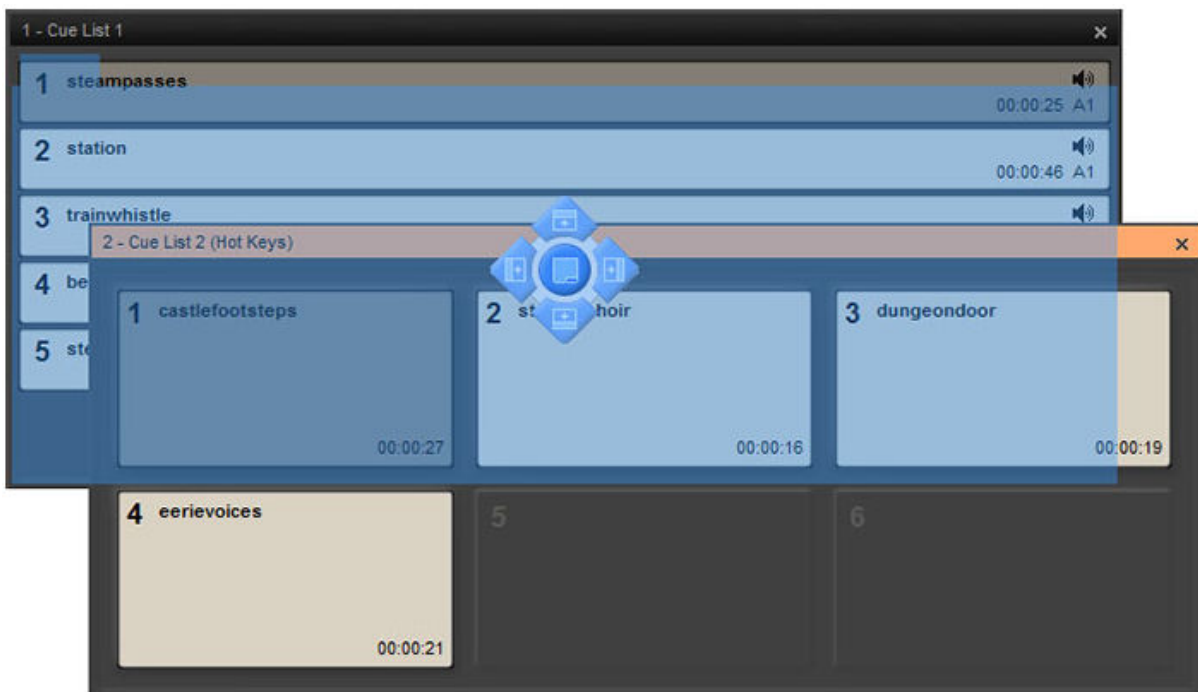 1 - Cue List 1
1 steampasses
00:00:25 A1
2 station
00:00:46 A1
3 trainwhistle
2 - Cue List 2 (Hot Keys)
4
5
1 castlefootsteps
00:00:27
2
00:00:16
3 dungeondoor
00:00:19
4 eerievoices
00:00:21
5
6